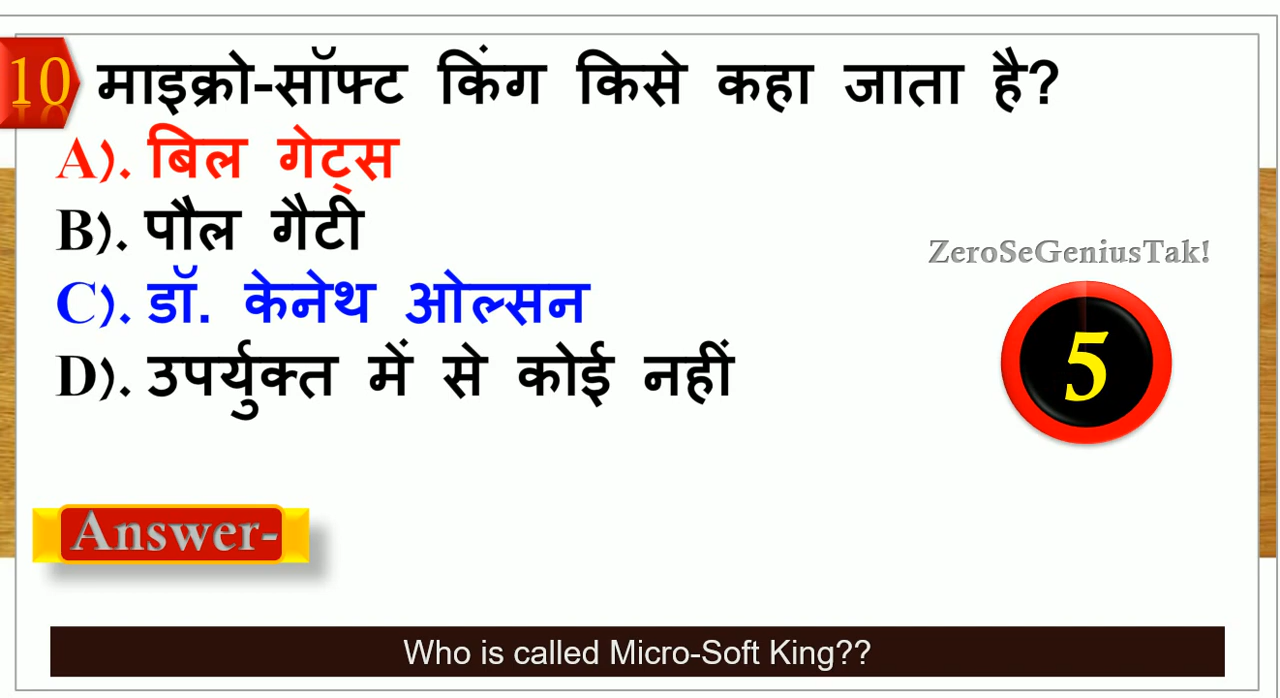 10 माइक्रो-सॉफ्ट किंग किसे कहा जाता है?
A). बिल गेट्स
B). पौल गैटी
ZeroSeGeniusTak!
C). डॉ. केनेथ ओल्सन
5
D). उपर्युक्त में से कोई नहीं
Answer-
Who is called Micro-Soft King??